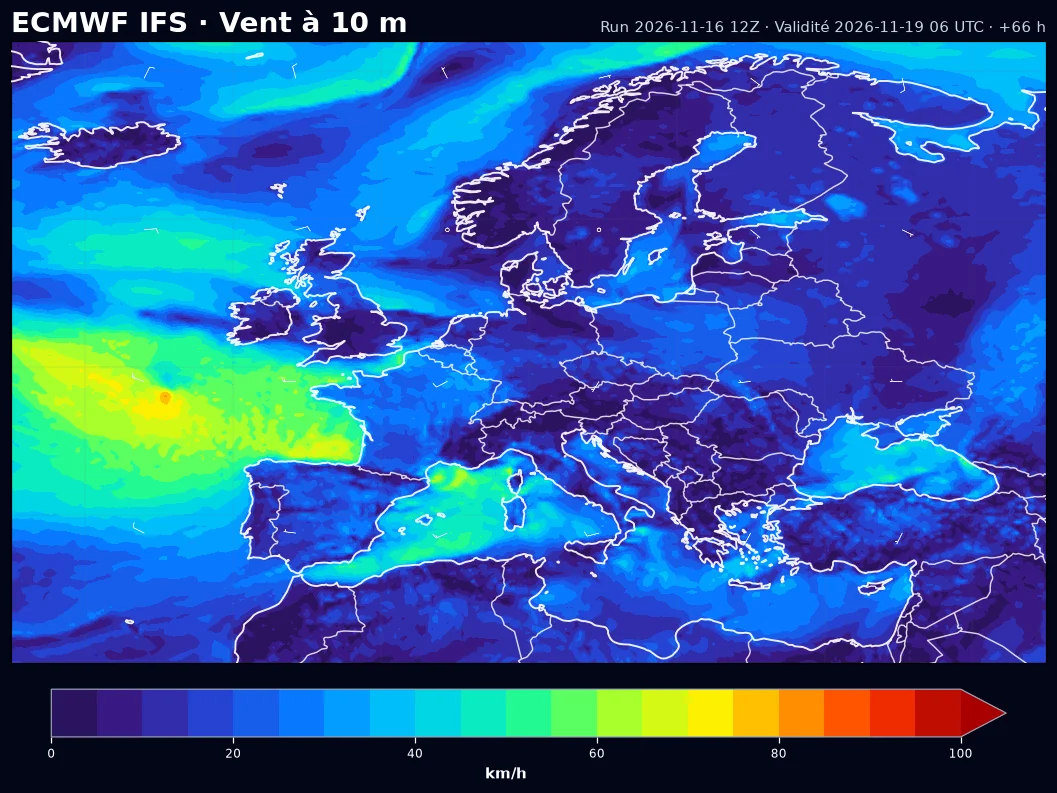 ECMWF IFS · Vent à 10 m
Run 2026-11-16 12Z · Validité 2026-11-19 06 UTC · +66 h
0 20 40 60 80 100
km/h